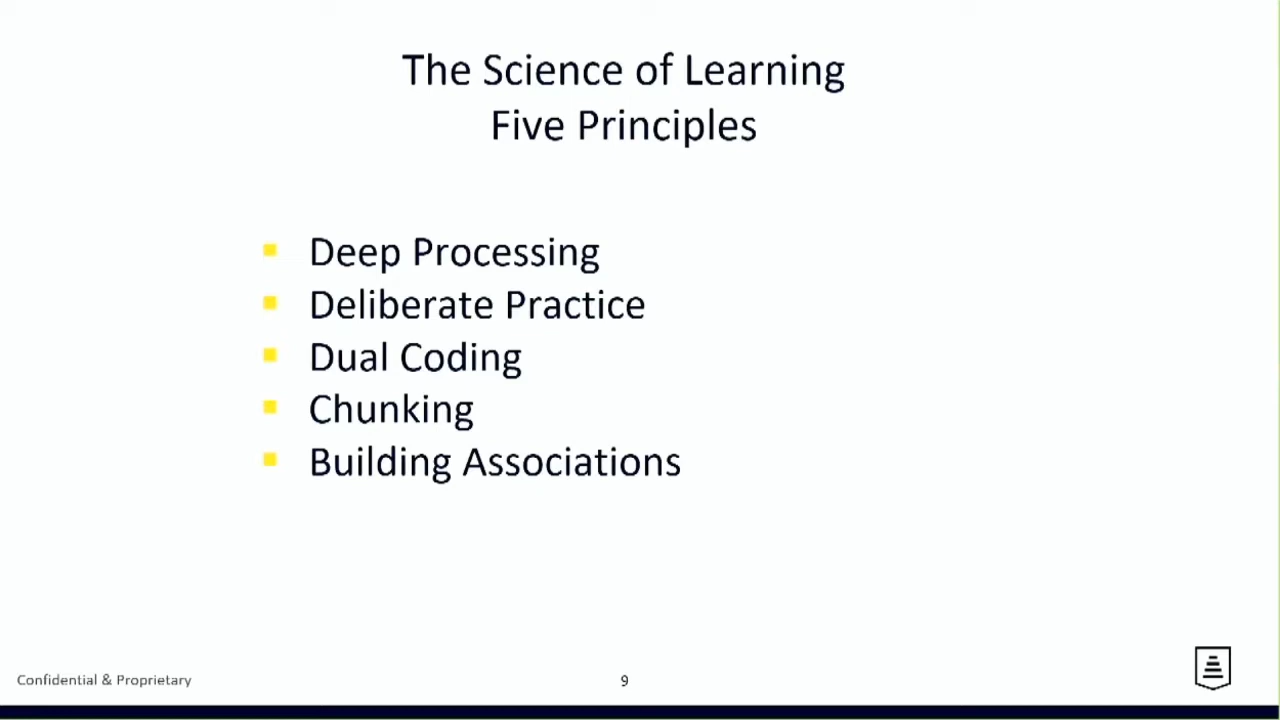 The Science of Learning
Five Principles
Deep Processing
Deliberate Practice
Dual Coding
Chunking
Building Associations
Confidential & Proprietary
9